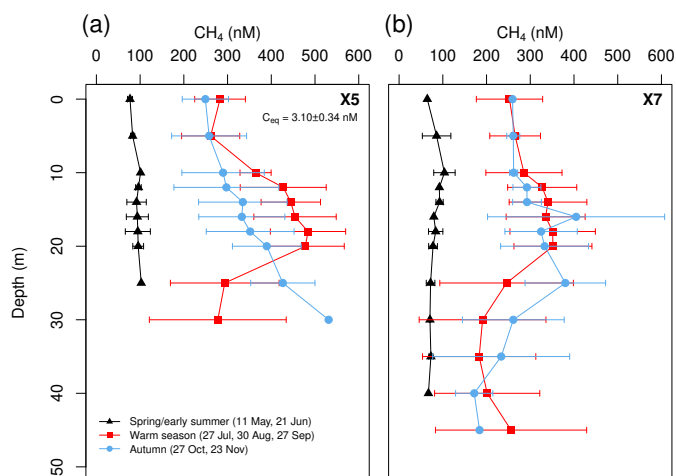 (a)
CH4 (nM)
0 100 200 300 400 500 600
X5
Ceq = 3.10±0.34 nM
Depth (m)
0
10
20
30
40
50
Spring/early summer (11 May, 21 Jun)
Warm season (27 Jul, 30 Aug, 27 Sep)
Autumn (27 Oct, 23 Nov)
(b)
CH4 (nM)
0 100 200 300 400 500 600
X7